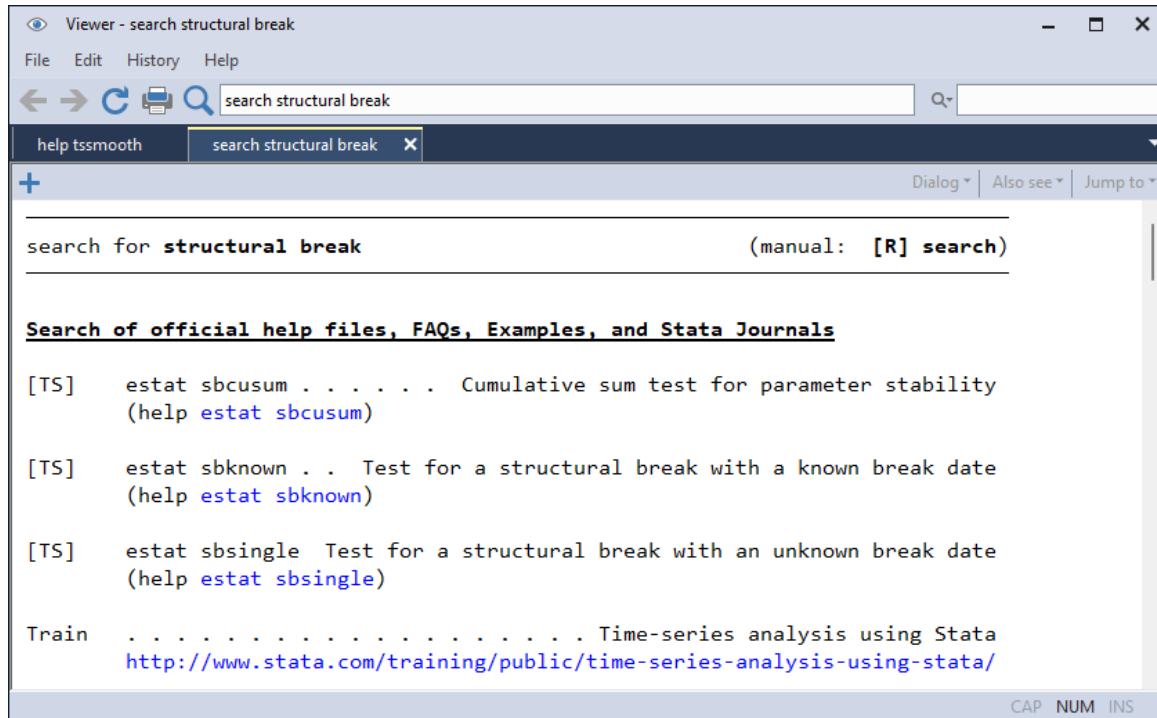 Viewer - search structural break
File Edit History Help
search structural break
help tssmooth search structural break
Dialog Also see Jump to
search for structural break (manual: [R] search)
Search of official help files, FAQs, Examples, and Stata Journals
[TS] estat sbcusum . . . . . . Cumulative sum test for parameter stability
(help estat sbcusum)
[TS] estat sbknown . . Test for a structural break with a known break date
(help estat sbknown)
[TS] estat sbsingle Test for a structural break with an unknown break date
(help estat sbsingle)
Train . . . . . . . . . . . . . . . . . . . Time-series analysis using Stata
http://www.stata.com/training/public/time-series-analysis-using-stata/
CAP NUM INS